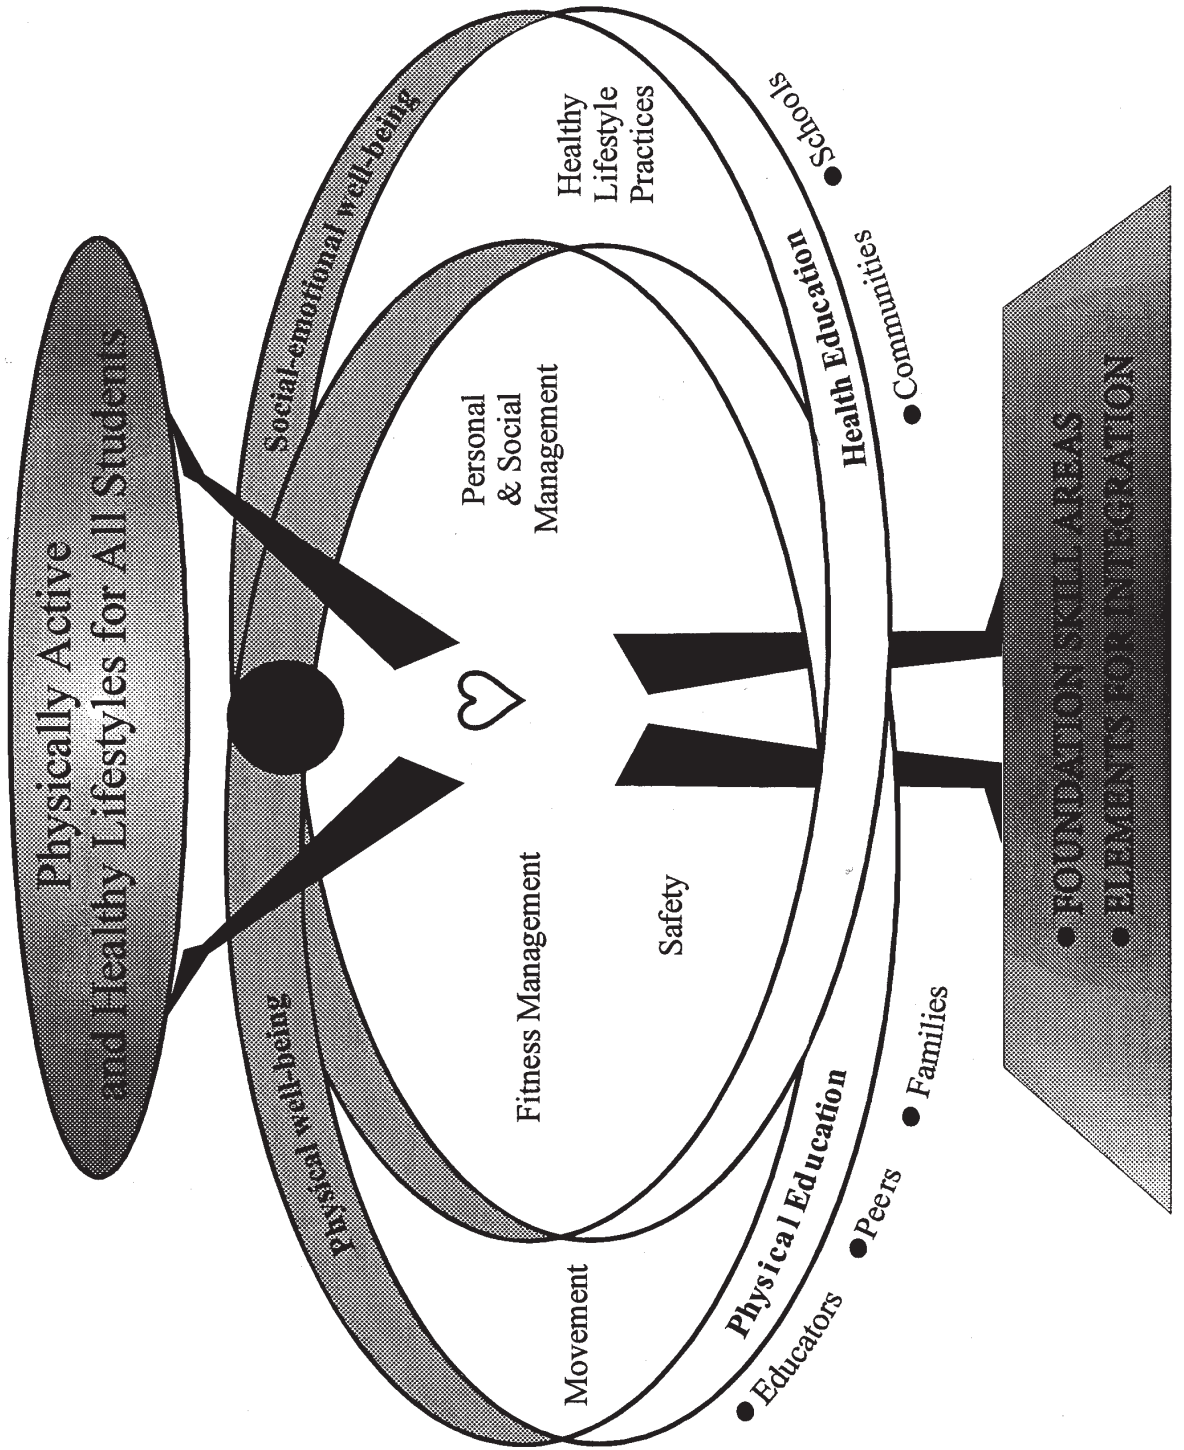 Physically Active
and Healthy Lifestyles for All Students
Physical well-being
Social-emotional well-being
Personal
& Social
Management
Fitness Management
Safety
Movement
Healthy
Lifestyle
Practices
Physical Education
Health Education
● Educators
● Peers
● Families
● Communities
● Schools
● FOUNDATION SKILL AREAS
● ELEMENTS FOR INTEGRATION